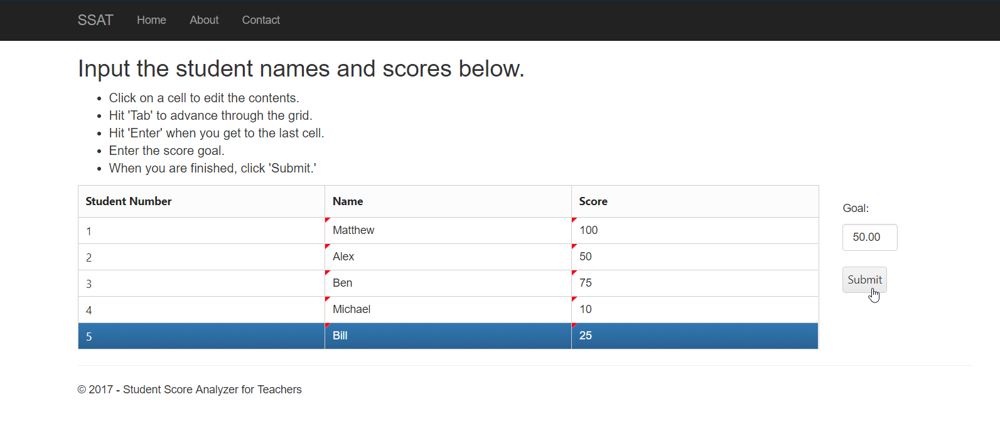 SSAT Home About Contact
Input the student names and scores below.
Click on a cell to edit the contents.
Hit 'Tab' to advance through the grid.
Hit 'Enter' when you get to the last cell.
Enter the score goal.
When you are finished, click 'Submit.'
Student Number Name Score
1 Matthew 100
2 Alex 50
3 Ben 75
4 Michael 10
5 Bill 25
Goal:
50.00
Submit
© 2017 - Student Score Analyzer for Teachers